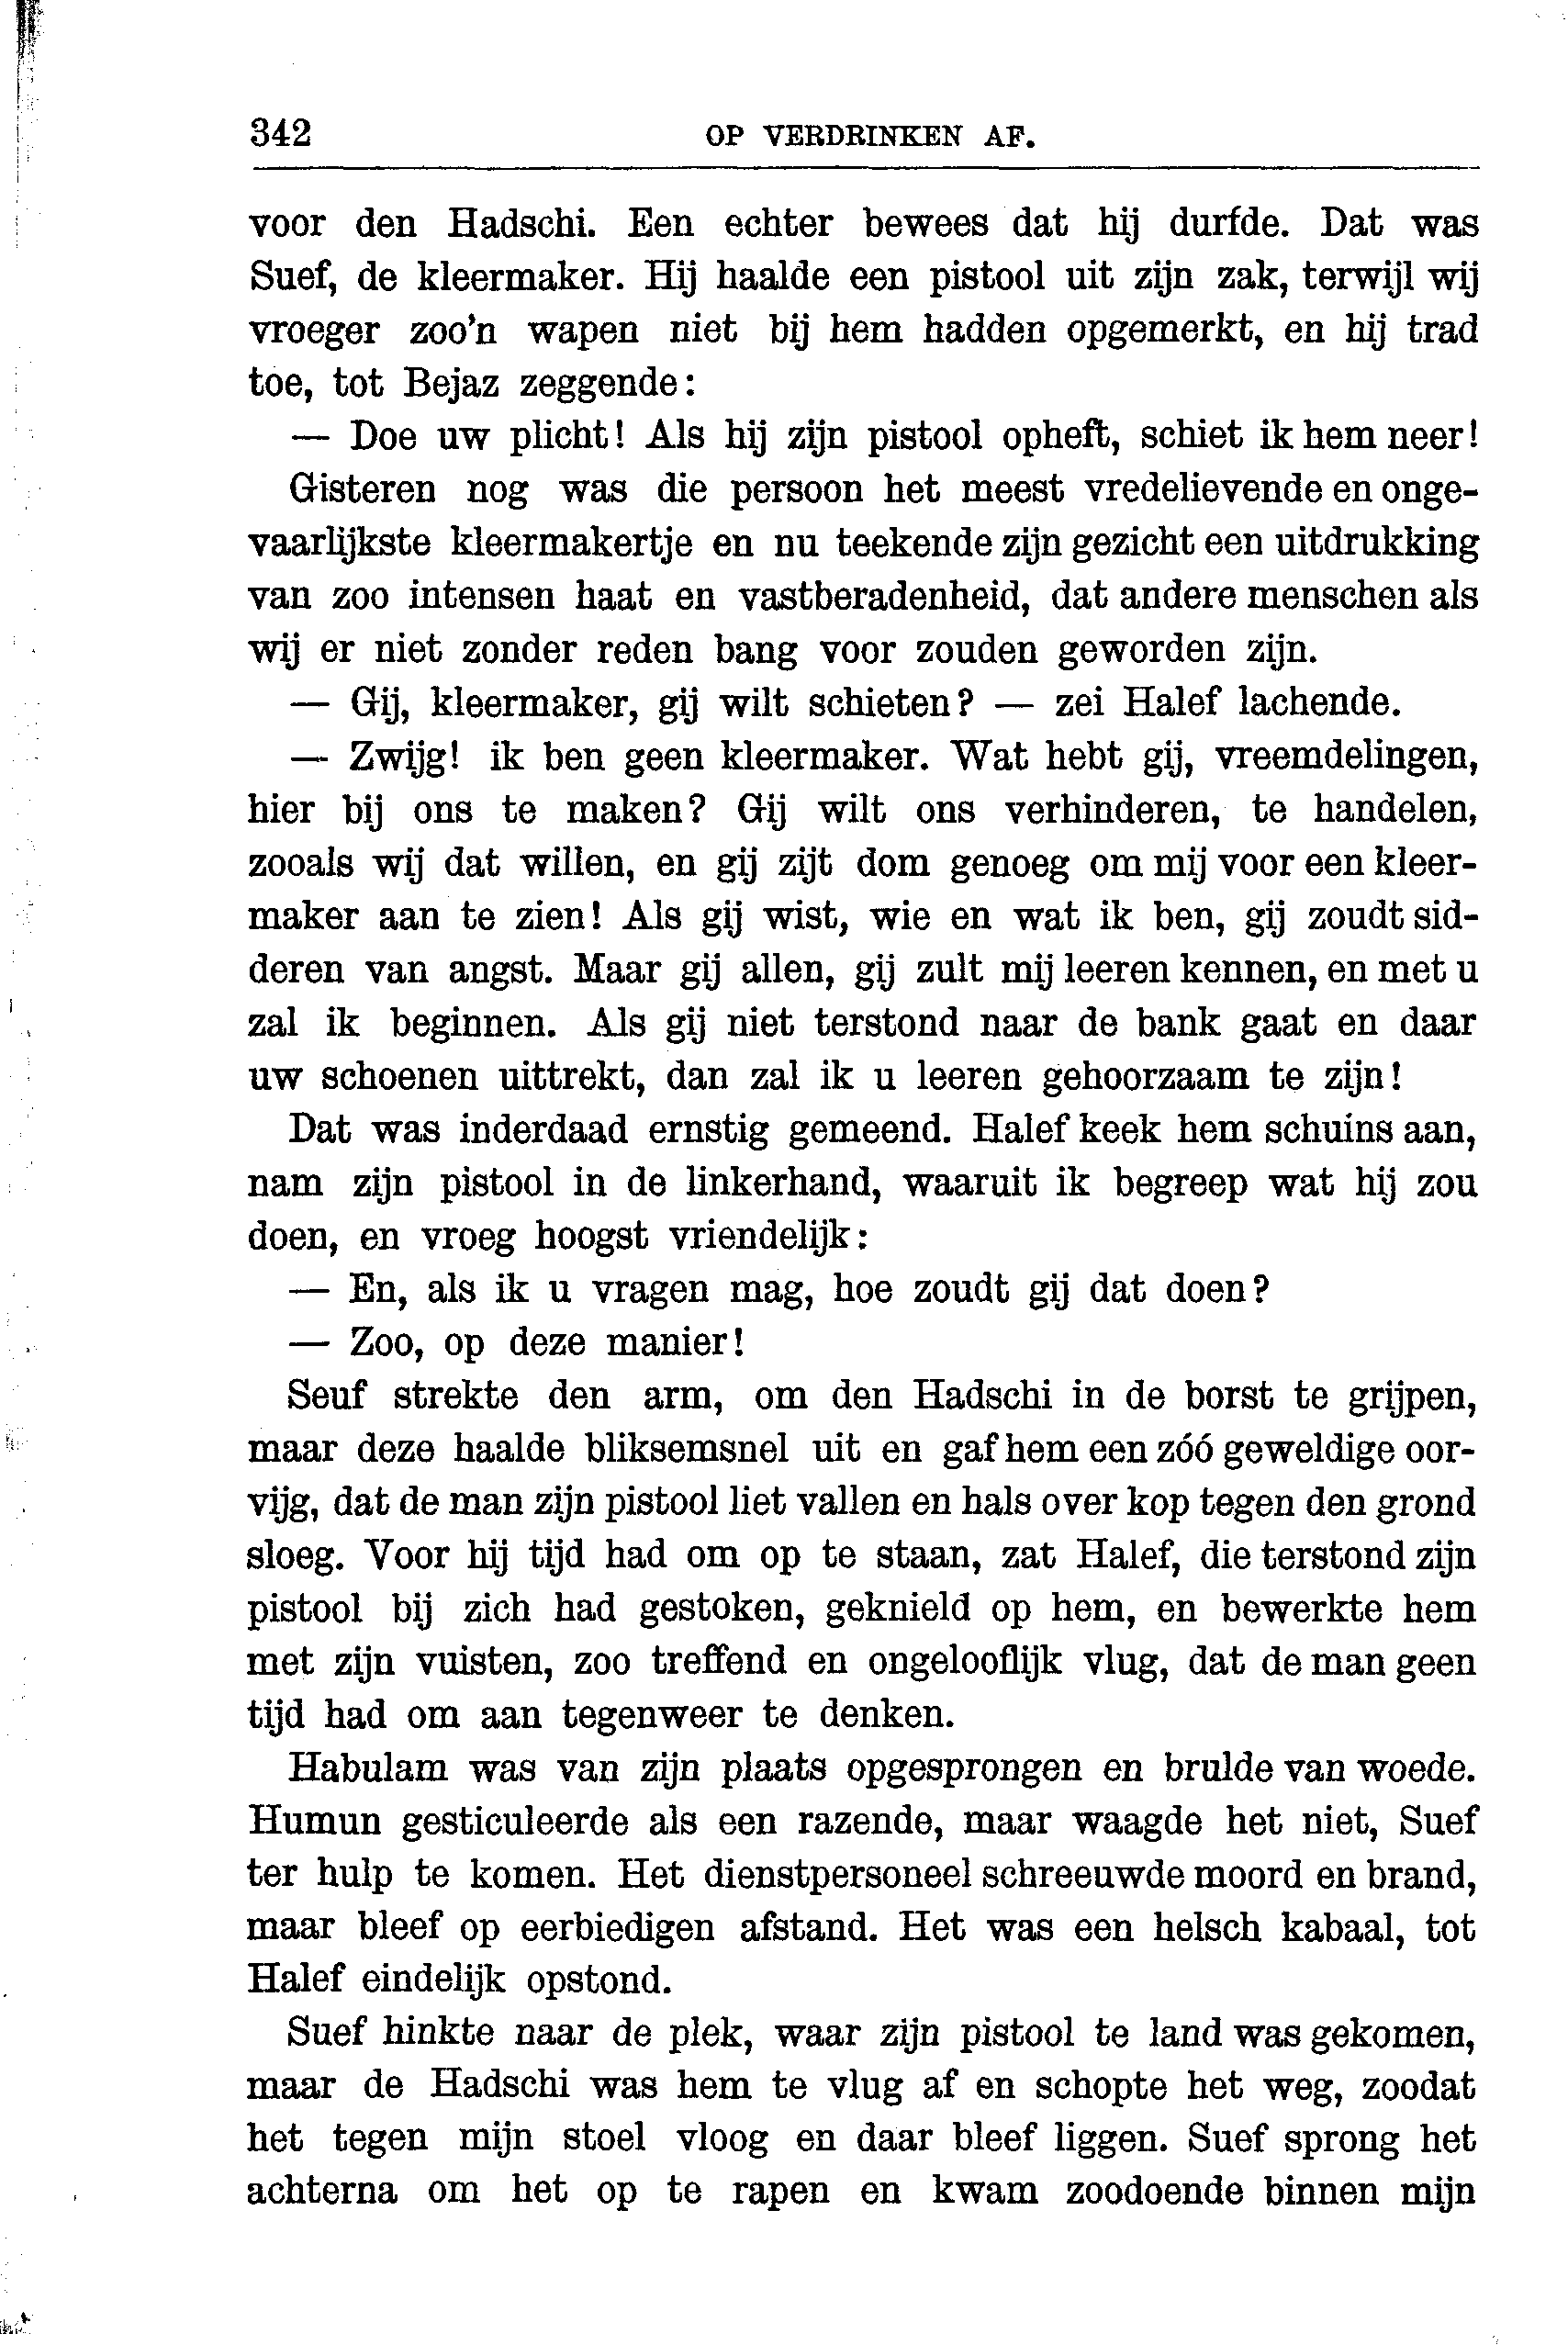 342 OP VERDRINKEN AF.
voor den Hadschi. Een echter bewees dat hij durfde. Dat was
Suef, de kleermaker. Hij haalde een pistool uit zijn zak, terwijl wij
vroeger zoo'n wapen niet bij hem hadden opgemerkt, en hij trad
toe, tot Bejaz zeggende:
— Doe uw plicht! Als hij zijn pistool opheft, schiet ik hem neer!
Gisteren nog was die persoon het meest vredelievende en onge-
vaarlijkste kleermakertje en nu teekende zijn gezicht een uitdrukking
van zoo intensen haat en vastberadenheid, dat andere menschen als
wij er niet zonder reden bang voor zouden geworden zijn.
— Gij, kleermaker, gij wilt schieten? — zei Halef lachende.
— Zwijg! ik ben geen kleermaker. Wat hebt gij, vreemdelingen,
hier bij ons te maken? Gij wilt ons verhinderen, te handelen,
zooals wij dat willen, en gij zijt dom genoeg om mij voor een kleer-
maker aan te zien! Als gij wist, wie en wat ik ben, gij zoudt sid-
deren van angst. Maar gij allen, gij zult mij leeren kennen, en met u
zal ik beginnen. Als gij niet terstond naar de bank gaat en daar
uw schoenen uittrekt, dan zal ik u leeren gehoorzaam te zijn!
Dat was inderdaad ernstig gemeend. Halef keek hem schuins aan,
nam zijn pistool in de linkerhand, waaruit ik begreep wat hij zou
doen, en vroeg hoogst vriendelijk:
— En, als ik u vragen mag, hoe zoudt gij dat doen?
— Zoo, op deze manier!
Seuf strekte den arm, om den Hadschi in de borst te grijpen,
maar deze haalde bliksemsnel uit en gaf hem een zóó geweldige oor-
vijg, dat de man zijn pistool liet vallen en hals over kop tegen den grond
sloeg. Voor hij tijd had om op te staan, zat Halef, die terstond zijn
pistool bij zich had gestoken, geknield op hem, en bewerkte hem
met zijn vuisten, zoo treffend en ongelooflijk vlug, dat de man geen
tijd had om aan tegenweer te denken.
Habulam was van zijn plaats opgesprongen en brulde van woede.
Humun gesticuleerde als een razende, maar waagde het niet, Suef
ter hulp te komen. Het dienstpersoneel schreeuwde moord en brand,
maar bleef op eerbiedigen afstand. Het was een helsch kabaal, tot
Halef eindelijk opstond.
Suef hinkte naar de plek, waar zijn pistool te land was gekomen,
maar de Hadschi was hem te vlug af en schopte het weg, zoodat
het tegen mijn stoel vloog en daar bleef liggen. Suef sprong het
achterna om het op te rapen en kwam zoodoende binnen mijn